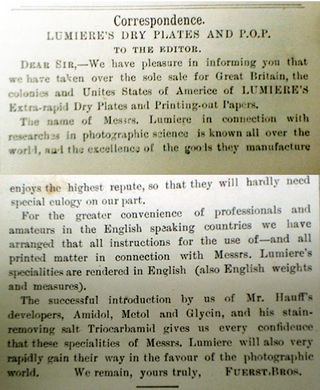 Correspondence.
LUMIERE'S DRY PLATES AND P.O.P.
TO THE EDITOR.
DEAR SIR,—We have pleasure in informing you that
we have taken over the sole sale for Great Britain, the
colonies and Unites States of Americe of LUMIERE'S
Extra-rapid Dry Plates and Printing-out Papers.
The name of Messrs. Lumiere in connection with
researches in photographic science is known all over the
world, and the excellence of the goods they manufacture
enjoys the highest repute, so that they will hardly need
special eulogy on our part.
For the greater convenience of professionals and
amateurs in the English speaking countries we have
arranged that all instructions for the use of—and all
printed matter in connection with Messrs. Lumiere's
specialities are rendered in English (also English weights
and measures).
The successful introduction by us of Mr. Hauff's
developers, Amidol, Metol and Glycin, and his stain-
removing salt Triocarbamid gives us every confidence
that these specialities of Messrs. Lumiere will also very
rapidly gain their way in the favour of the photographic
world. We remain, yours truly, FUERST.BROS.